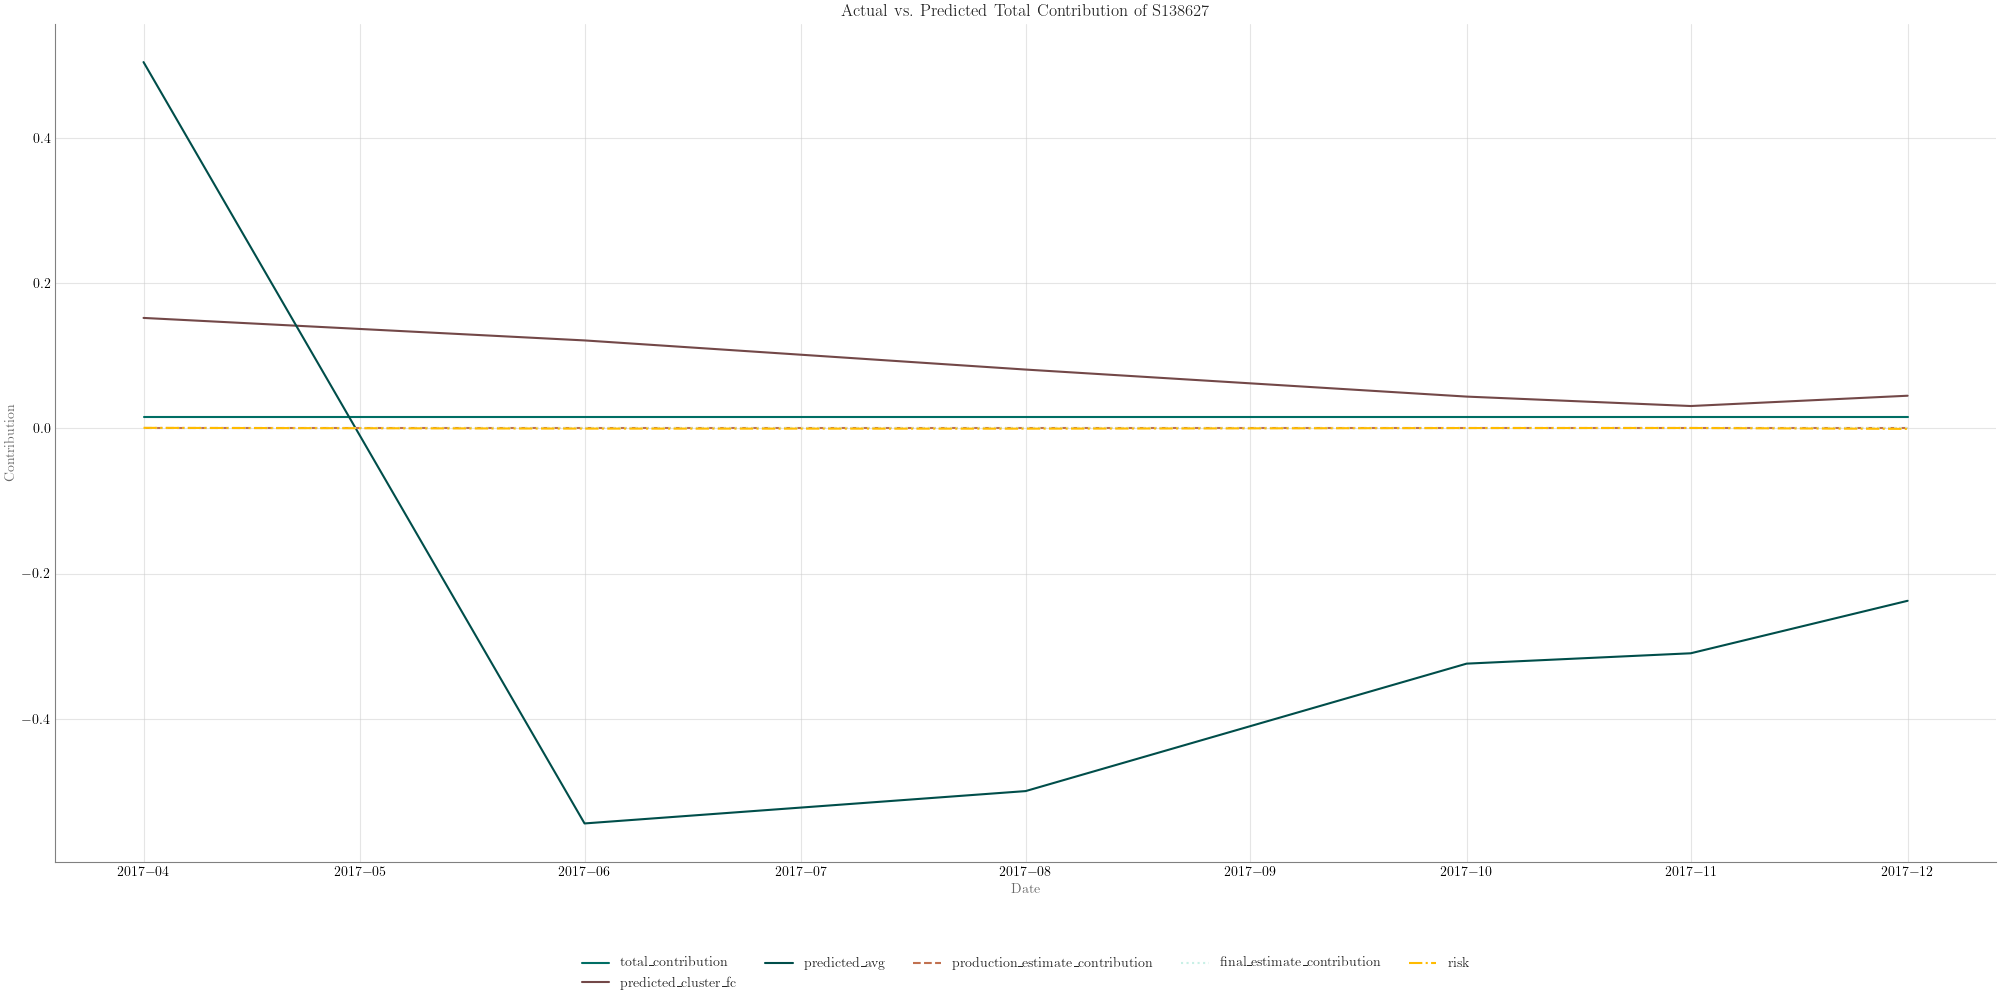 Actual vs. Predicted Total Contribution of S138627
Contribution
0.4
0.2
0.0
−0.2
−0.4
2017−04 2017−05 2017−06 2017−07 2017−08 2017−09 2017−10 2017−11 2017−12
Date
total_contribution predicted_avg production_estimate_contribution final_estimate_contribution risk
predicted_cluster_fc